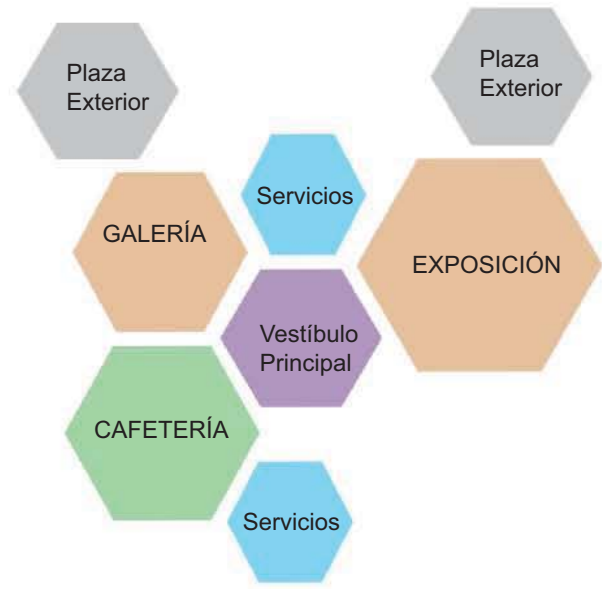 Plaza
Exterior
Plaza
Exterior
Servicios
GALERÍA
EXPOSICIÓN
Vestíbulo
Principal
CAFETERÍA
Servicios